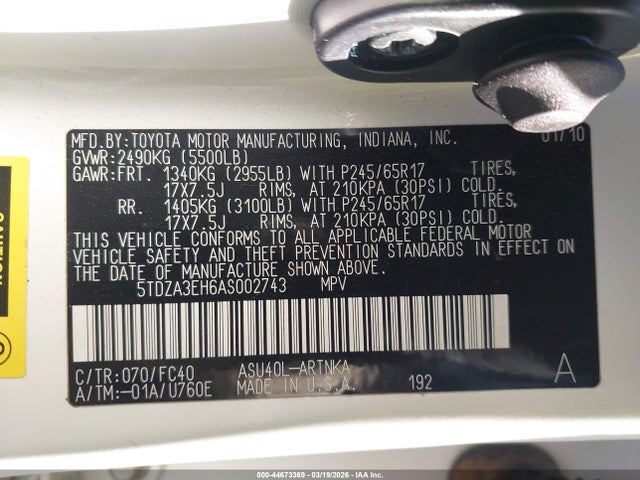 MFD.BY:TOYOTA MOTOR MANUFACTURING, INDIANA, INC. 01/10
GVWR:2490KG (5500LB)
GAWR:FRT. 1340KG (2955LB) WITH P245/65R17 TIRES,
17X7.5J RIMS, AT 210KPA (30PSI) COLD.
RR. 1405KG (3100LB) WITH P245/65R17 TIRES,
17X7.5J RIMS, AT 210KPA (30PSI) COLD.
THIS VEHICLE CONFORMS TO ALL APPLICABLE FEDERAL MOTOR
VEHICLE SAFETY AND THEFT PREVENTION STANDARDS IN EFFECT ON
THE DATE OF MANUFACTURE SHOWN ABOVE.
5TDZA3EH6AS002743 MPV
C/TR:070/FC40 ASU40L-ARTNKA A
A/TM:-01A/U760E MADE IN U.S.A. 192
000-44673369 - 03/19/2026 - IAA Inc.